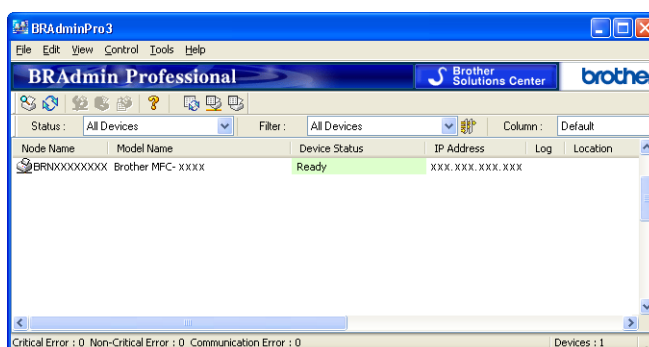 BRAdminPro3
File Edit View Control Tools Help
BRAdmin Professional Brother Solutions Center brothe
Status : All Devices Filter : All Devices Column : Default
Node Name Model Name Device Status IP Address Log Location
BRNXXXXXXX Brother MFC- XXXX Ready XXX.XXX.XXX.XXX
Critical Error : 0 Non-Critical Error : 0 Communication Error : 0 Devices : 1